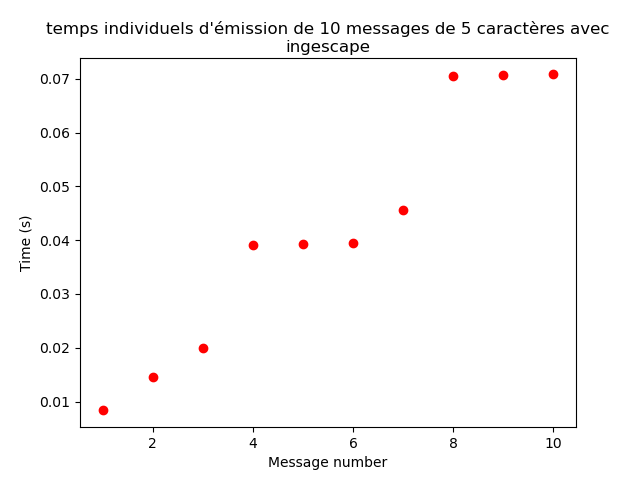 temps individuels d'émission de 10 messages de 5 caractères avec
ingescape
0.07
0.06
0.05
0.04
0.03
0.02
0.01
Time (s)
2 4 6 8 10
Message number